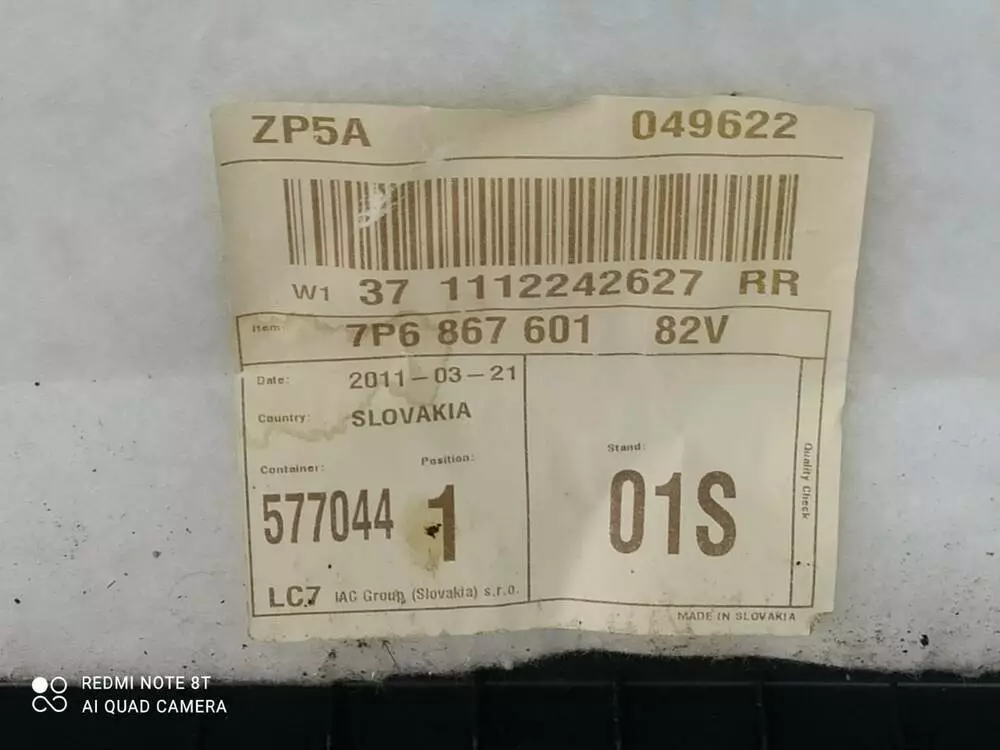 ZP5A 049622
W1 37 1112242627 RR
Item: 7P6 867 601 82V
Date: 2011-03-21
Country: SLOVAKIA
Container: Position:
577044 1
Stand:
01S
Quality Check
LC7 IAC Group (Slovakia) s.r.o.
MADE IN SLOVAKIA
REDMI NOTE 8T
AI QUAD CAMERA